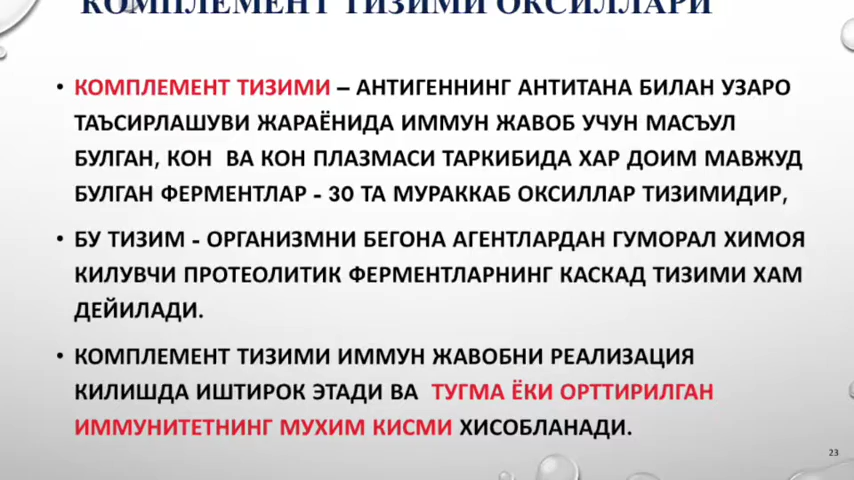 КОМПЛЕМЕНТ ТИЗИМИ ОКСИЛЛАРИ
• КОМПЛЕМЕНТ ТИЗИМИ – АНТИГЕННИНГ АНТИТАНА БИЛАН УЗАРО
ТАЪСИРЛАШУВИ ЖАРАЁНИДА ИММУН ЖАВОБ УЧУН МАСЪУЛ
БУЛГАН, КОН ВА КОН ПЛАЗМАСИ ТАРКИБИДА ХАР ДОИМ МАВЖУД
БУЛГАН ФЕРМЕНТЛАР - 30 ТА МУРАККАБ ОКСИЛЛАР ТИЗИМИДИР,
• БУ ТИЗИМ - ОРГАНИЗМНИ БЕГОНА АГЕНТЛАРДАН ГУМОРАЛ ХИМОЯ
КИЛУВЧИ ПРОТЕОЛИТИК ФЕРМЕНТЛАРНИНГ КАСКАД ТИЗИМИ ХАМ
ДЕЙИЛАДИ.
• КОМПЛЕМЕНТ ТИЗИМИ ИММУН ЖАВОБНИ РЕАЛИЗАЦИЯ
КИЛИШДА ИШТИРОК ЭТАДИ ВА ТУГМА ЁКИ ОРТТИРИЛГАН
ИММУНИТЕТНИНГ МУХИМ КИСМИ ХИСОБЛАНАДИ.
23